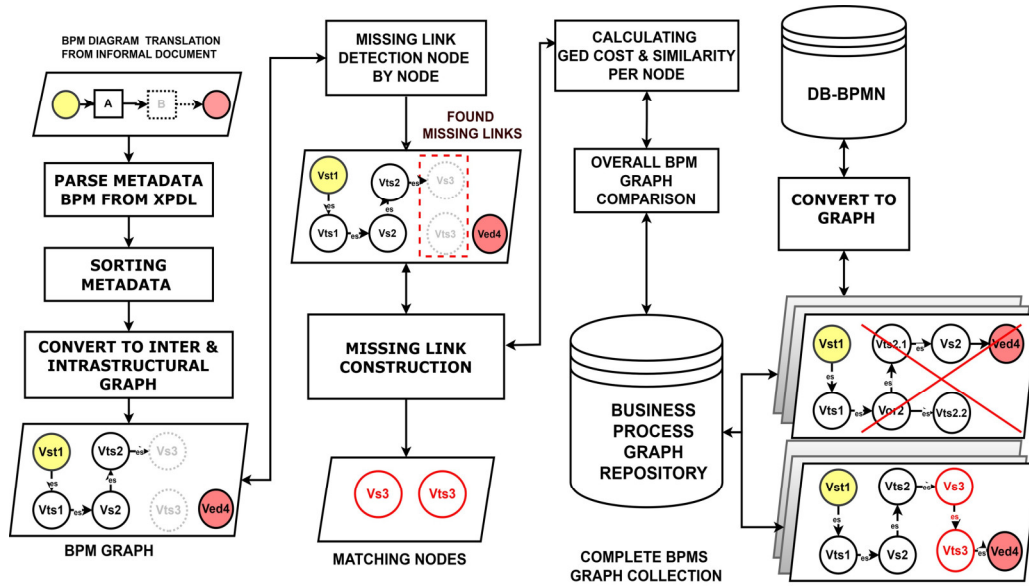 BPM DIAGRAM TRANSLATION
FROM INFORMAL DOCUMENT
A
B
PARSE METADATA
BPM FROM XPDL
SORTING
METADATA
CONVERT TO INTER &
INTRASTRUCTURAL
GRAPH
Vst1
Vts2
es
Vs3
es
es
Vts1
es
Vs2
Vts3
Ved4
BPM GRAPH
MISSING LINK
DETECTION NODE
BY NODE
FOUND
MISSING LINKS
Vst1
Vts2
es
Vs3
es
es
Vts1
es
Vs2
Vts3
Ved4
MISSING LINK
CONSTRUCTION
Vs3
Vts3
MATCHING NODES
CALCULATING
GED COST & SIMILARITY
PER NODE
OVERALL BPM
GRAPH
COMPARISON
BUSINESS
PROCESS
GRAPH
REPOSITORY
COMPLETE BPMS
GRAPH COLLECTION
DB-BPMN
CONVERT TO
GRAPH
Vst1
Vts2.1
es
Vs2
Ved4
es
es
Vts1
es
Vor2
es
Vts2.2
Vst1
Vts2
es
Vs3
es
es
es
Vts1
es
Vs2
Vts3
es
Ved4